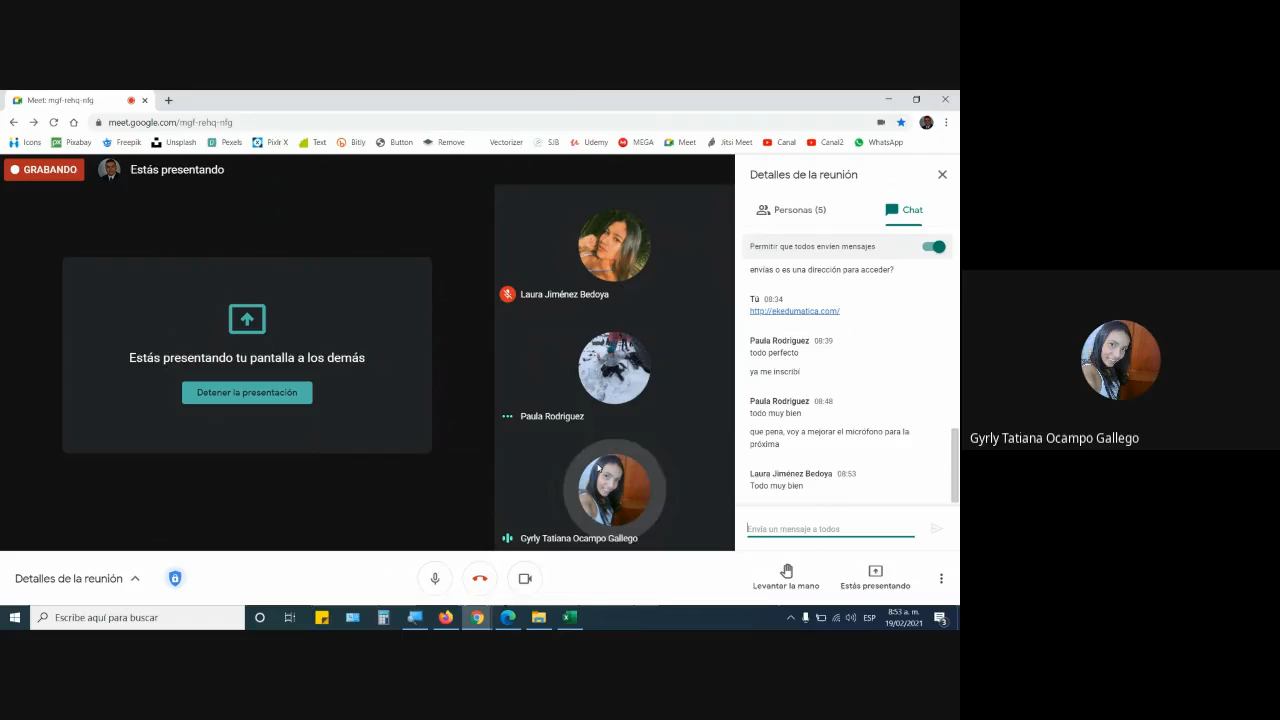 Meet: mgf-rehq-nfg
meet.google.com/mgf-rehq-nfg
Icons Pixabay Freepik Unsplash Pexels Pixlr X Text Bitly Button Remove Vectorizer SJB Udemy MEGA Meet Jitsi Meet Canal Canal2 WhatsApp
GRABANDO
Estás presentando
Estás presentando tu pantalla a los demás
Detener la presentación
Laura Jiménez Bedoya
Paula Rodriguez
Gyrly Tatiana Ocampo Gallego
Detalles de la reunión
Personas (5) Chat
Permitir que todos envíen mensajes
envías o es una dirección para acceder?
Tú 08:34
http://ekedumatica.com/
Paula Rodriguez 08:39
todo perfecto
ya me inscribí
Paula Rodriguez 08:48
todo muy bien
que pena, voy a mejorar el micrófono para la
próxima
Laura Jiménez Bedoya 08:53
Todo muy bien
Envía un mensaje a todos
Detalles de la reunión
Levantar la mano
Estás presentando
Escribe aquí para buscar
ESP
8:53 a. m.
19/02/2021
3
Gyrly Tatiana Ocampo Gallego